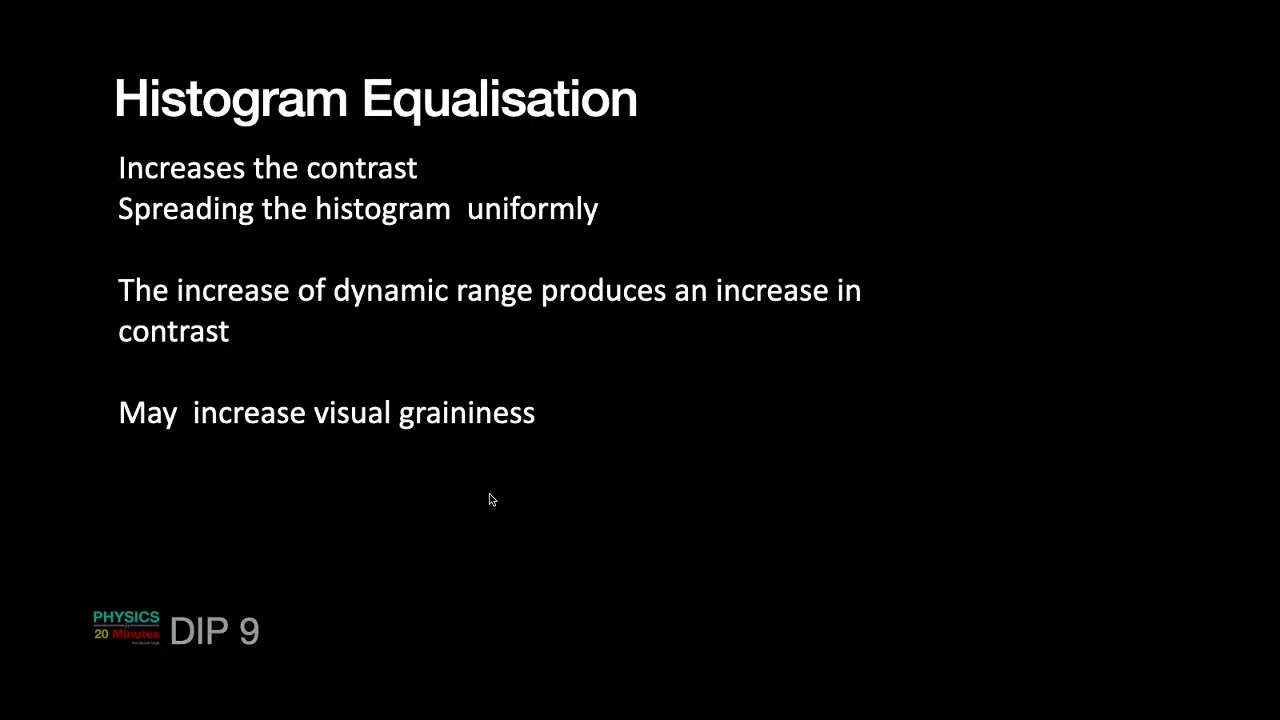 Histogram Equalisation
Increases the contrast
Spreading the histogram  uniformly
The increase of dynamic range produces an increase in
contrast
May  increase visual graininess
PHYSICS
20 Minutes
DIP 9